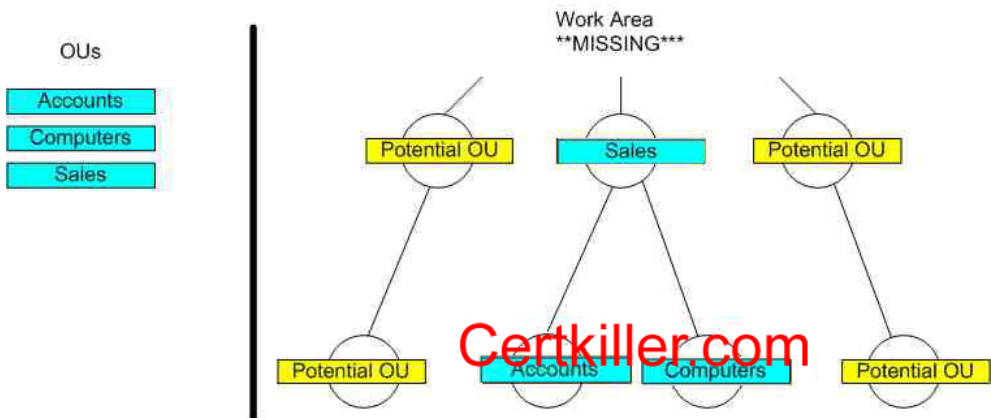 Work Area
**MISSING***
OUs
Accounts
Computers
Sales
Potential OU
Sales
Potential OU
Potential OU
Accounts
Computers
Potential OU
Certkiller.com